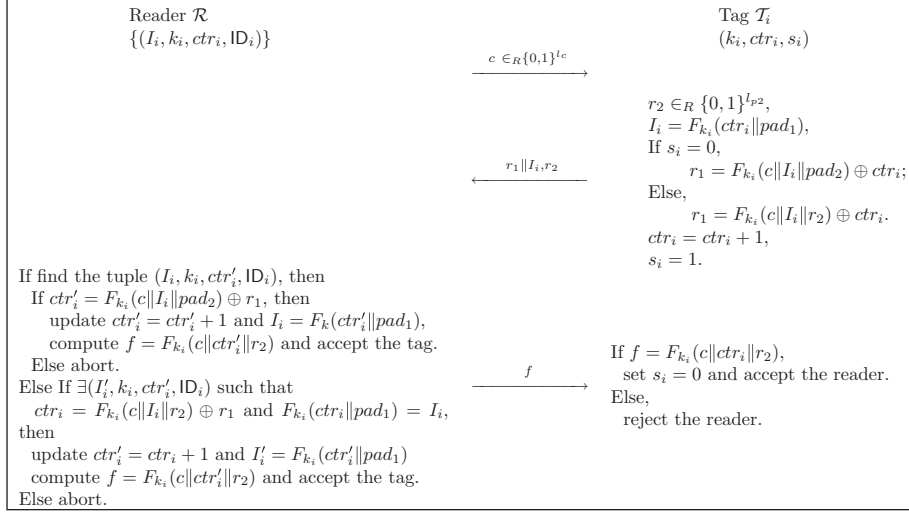 Reader R
{(I_i, k_i, ctr_i, ID_i)}
Tag T_i
(k_i, ctr_i, s_i)
c ∈_R{0,1}^{l_c}
r_2 ∈_R {0, 1}^{l_{p2}},
I_i = F_{k_i}(ctr_i‖pad_1),
If s_i = 0,
r_1‖I_i,r_2
r_1 = F_{k_i}(c‖I_i‖pad_2) ⊕ ctr_i;
Else,
r_1 = F_{k_i}(c‖I_i‖r_2) ⊕ ctr_i.
ctr_i = ctr_i + 1,
s_i = 1.
If find the tuple (I_i, k_i, ctr'_i, ID_i), then
If ctr'_i = F_{k_i}(c‖I_i‖pad_2) ⊕ r_1, then
update ctr'_i = ctr'_i + 1 and I_i = F_k(ctr'_i‖pad_1),
compute f = F_{k_i}(c‖ctr'_i‖r_2) and accept the tag.
Else abort.
Else If ∃(I'_i, k_i, ctr'_i, ID_i) such that
ctr_i = F_{k_i}(c‖I_i‖r_2) ⊕ r_1 and F_{k_i}(ctr_i‖pad_1) = I_i,
then
update ctr'_i = ctr_i + 1 and I'_i = F_{k_i}(ctr'_i‖pad_1)
compute f = F_{k_i}(c‖ctr'_i‖r_2) and accept the tag.
Else abort.
f
If f = F_{k_i}(c‖ctr_i‖r_2),
set s_i = 0 and accept the reader.
Else,
reject the reader.